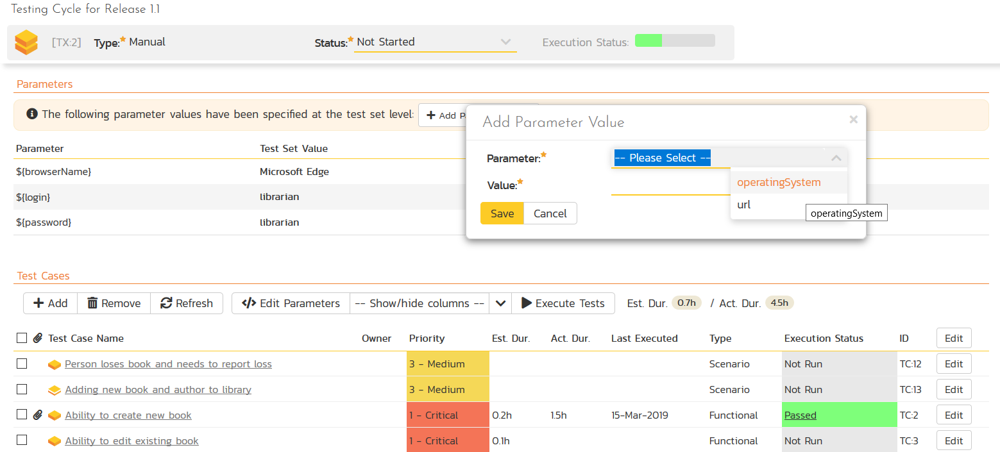 Testing Cycle for Release 1.1
[TX:2] Type: Manual Status: Not Started Execution Status:
Parameters
The following parameter values have been specified at the test set level: Add P
Add Parameter Value
Parameter Test Set Value
Parameter: -- Please Select --
${browserName} Microsoft Edge
operatingSystem
Value:
${login} librarian
url
operatingSystem
Save Cancel
${password} librarian
Test Cases
Add Remove Refresh </> Edit Parameters -- Show/hide columns -- Execute Tests Est. Dur. 0.7h / Act. Dur. 4.5h
Test Case Name Owner Priority Est. Dur. Act. Dur. Last Executed Type Execution Status ID Edit
Person loses book and needs to report loss 3 - Medium Scenario Not Run TC:12 Edit
Adding new book and author to library 3 - Medium Scenario Not Run TC:13 Edit
Ability to create new book 1 - Critical 0.2h 1.5h 15-Mar-2019 Functional Passed TC:2 Edit
Ability to edit existing book 1 - Critical 0.1h Functional Not Run TC:3 Edit